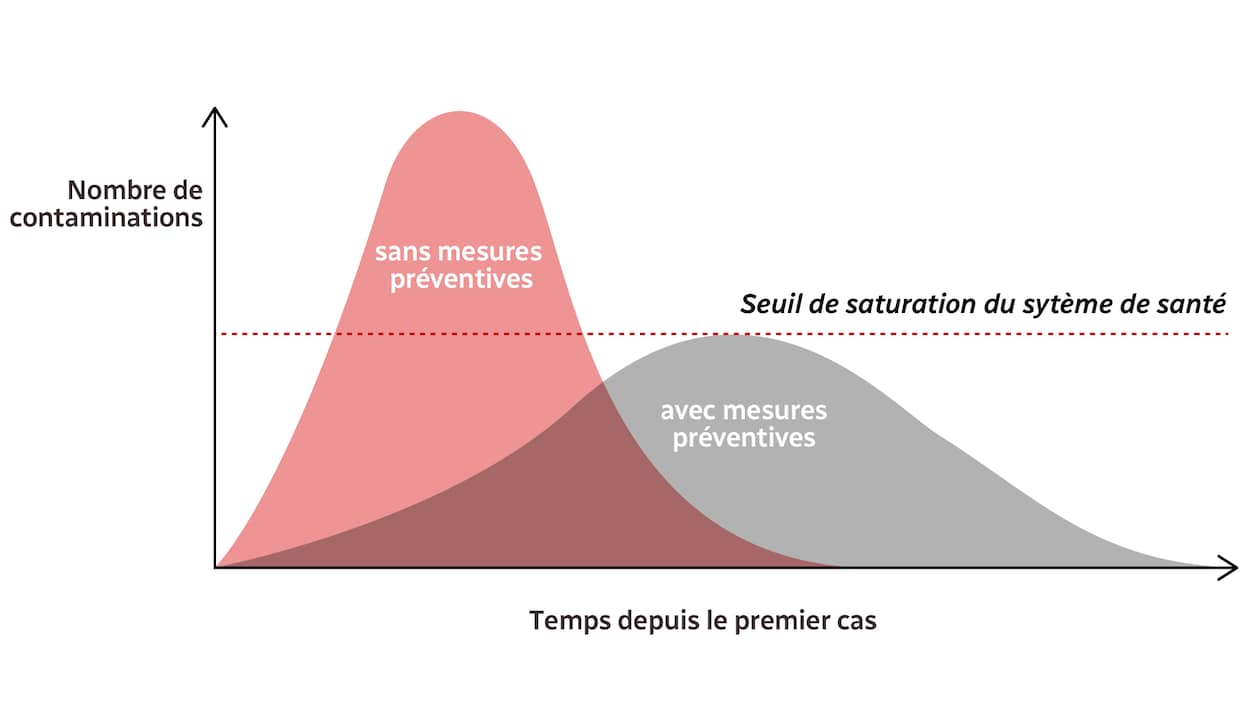 Nombre de
contaminations
sans mesures
préventives
Seuil de saturation du sytème de santé
avec mesures
préventives
Temps depuis le premier cas